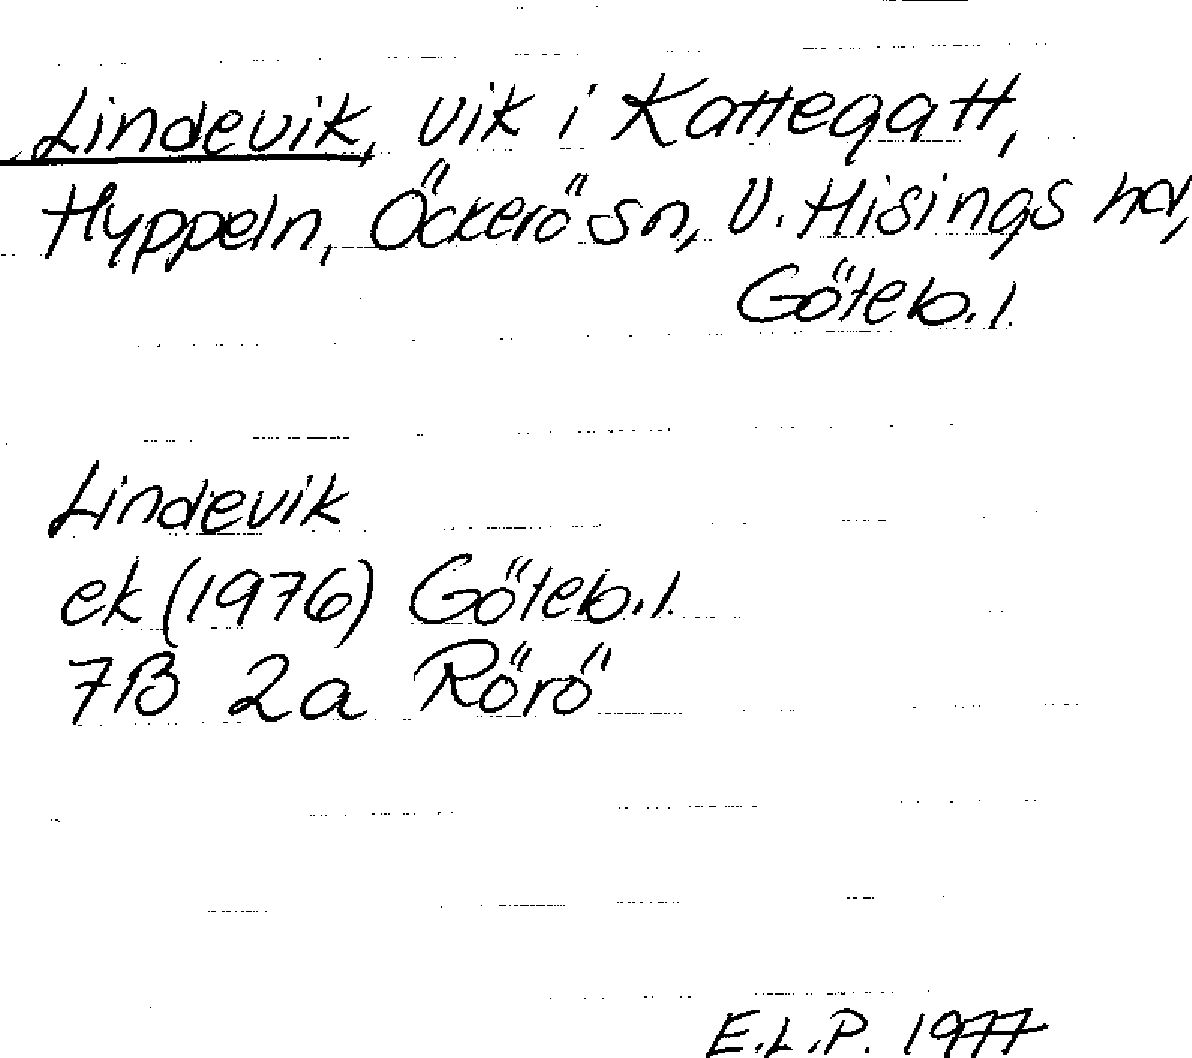 Lindevik, vik i Kattegatt,
Hyppeln, Öckerö sn, V. Hisings hd,
Göteb. l.
Lindevik
ek (1976) Göteb. l.
7B 2a Rörö
E.L.P. 1977